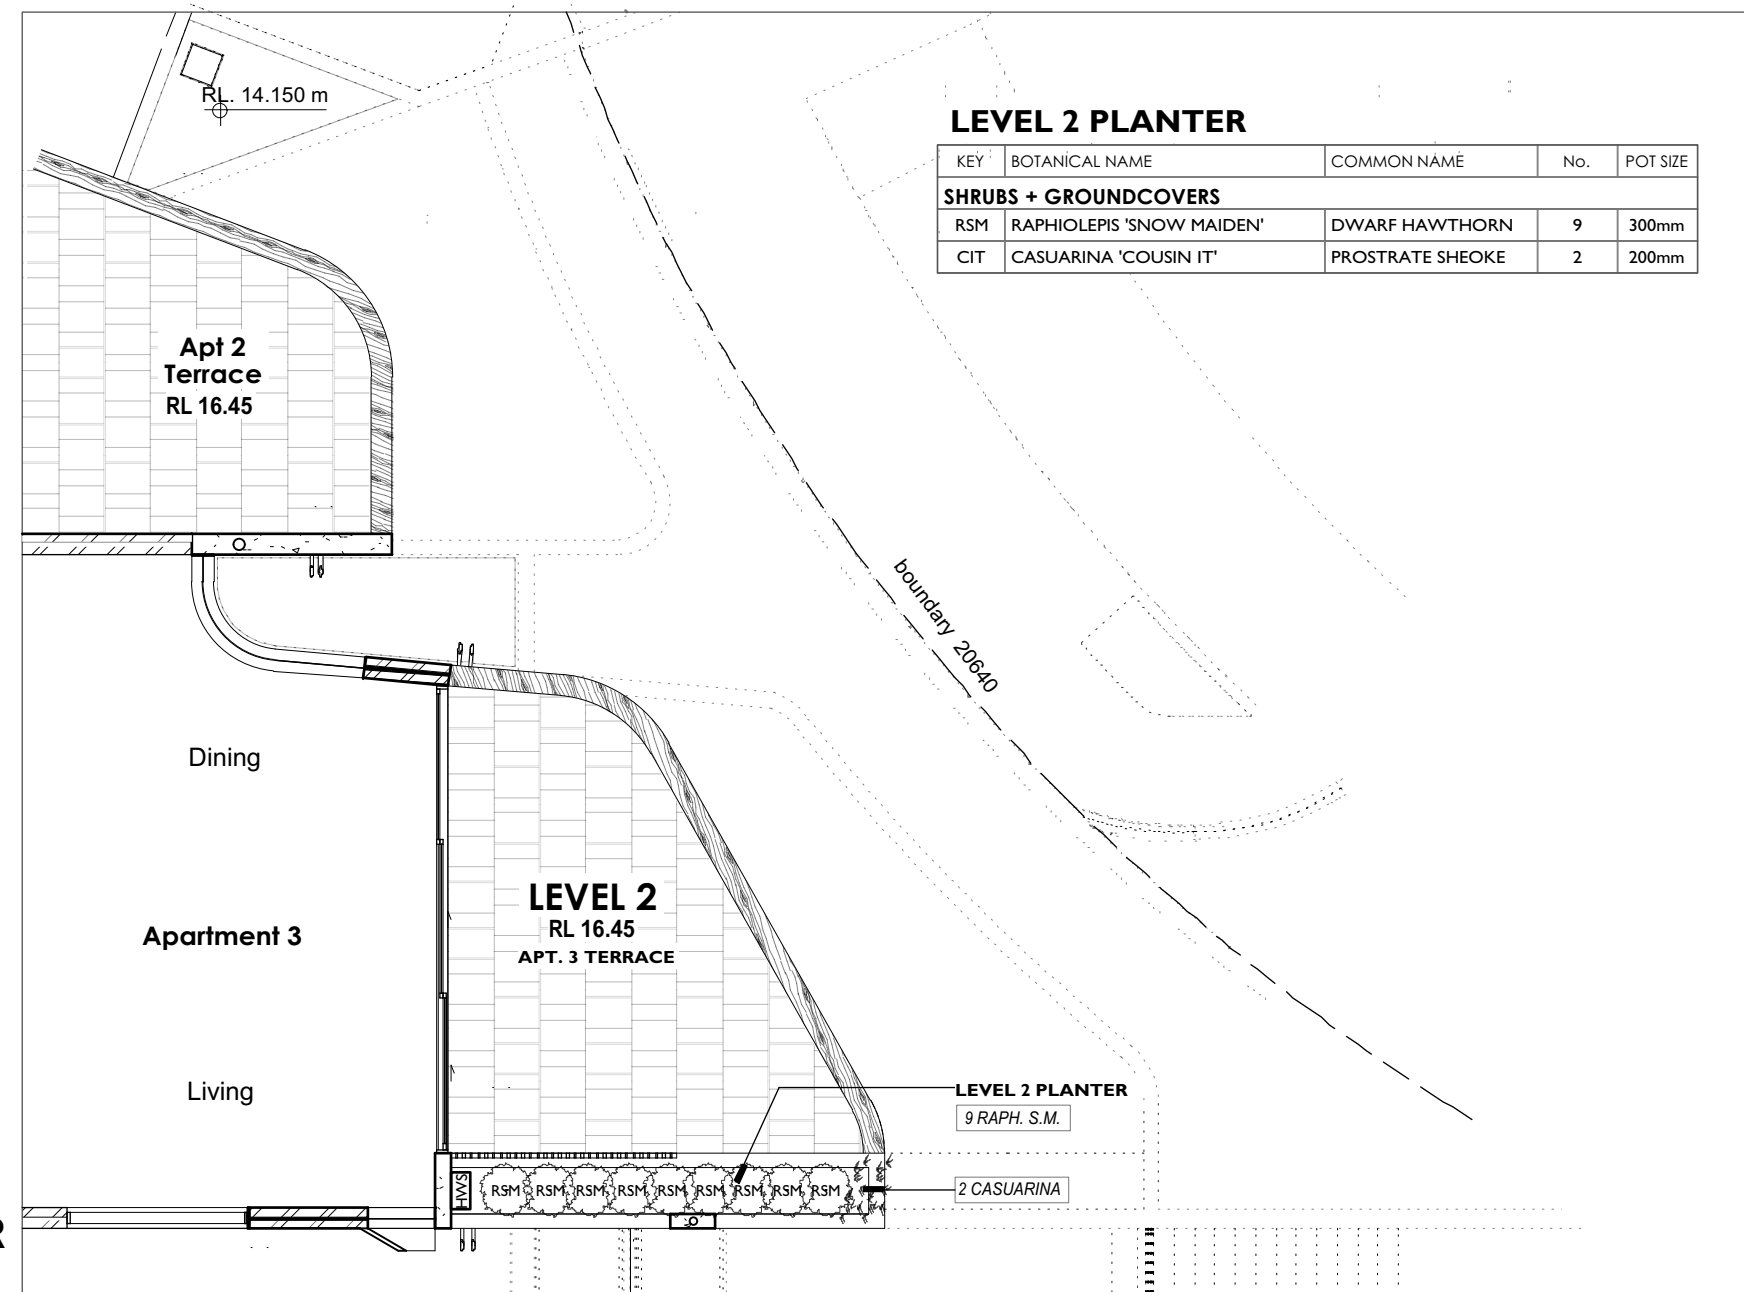 RL. 14.150 m
LEVEL 2 PLANTER
KEY BOTANICAL NAME COMMON NAME No. POT SIZE
SHRUBS + GROUNDCOVERS
RSM RAPHIOLEPIS 'SNOW MAIDEN' DWARF HAWTHORN 9 300mm
CIT CASUARINA 'COUSIN IT' PROSTRATE SHEOKE 2 200mm
Apt 2
Terrace
RL 16.45
boundary 20640
Dining
LEVEL 2
RL 16.45
APT. 3 TERRACE
Apartment 3
Living
LEVEL 2 PLANTER
9 RAPH. S.M.
2 CASUARINA
HWS
RSM RSM RSM RSM RSM RSM RSM RSM RSM
R